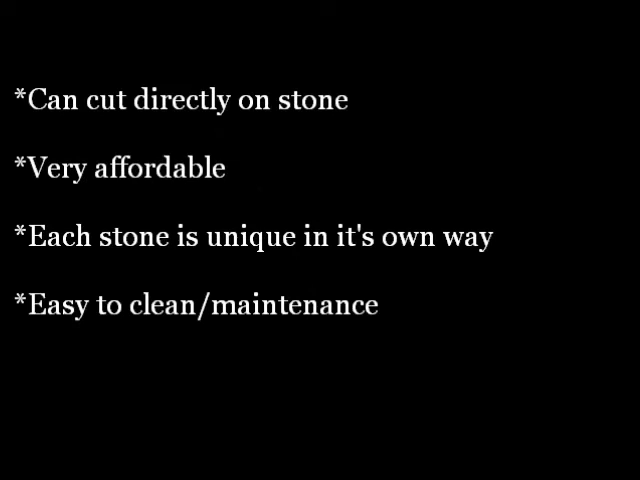 *Can cut directly on stone
*Very affordable
*Each stone is unique in it's own way
*Easy to clean/maintenance